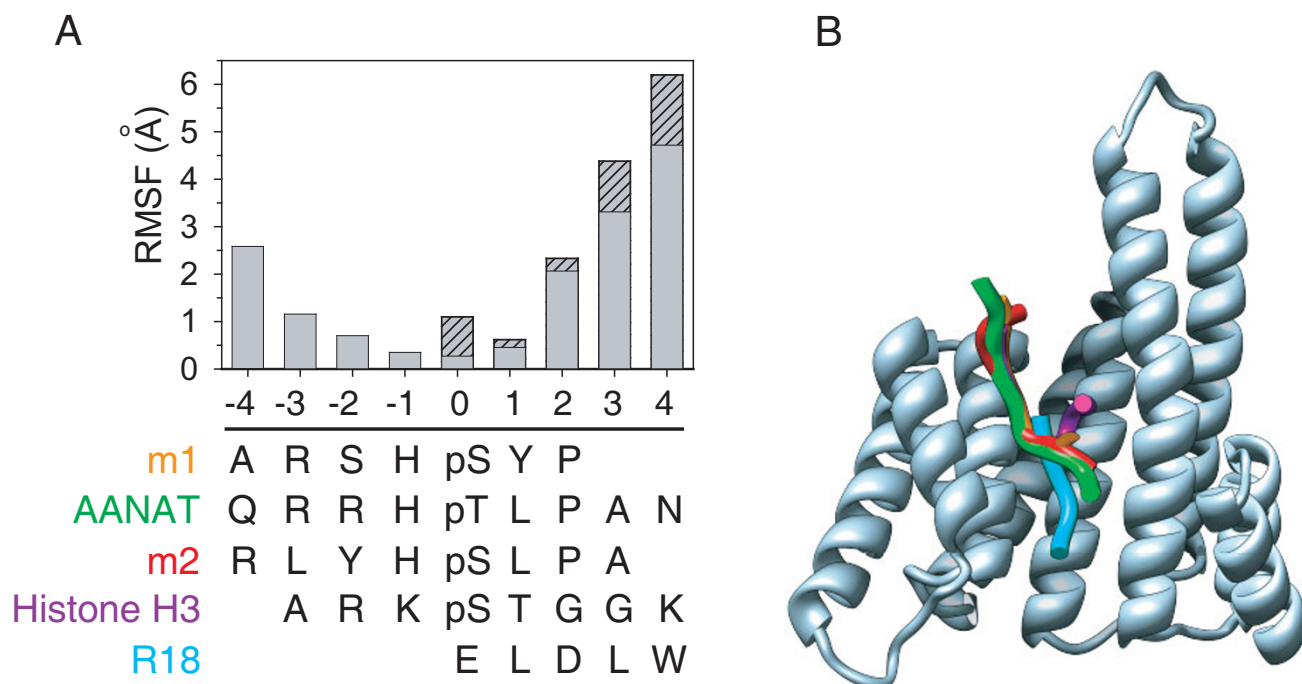 A
B
RMSF (Å)
6
5
4
3
2
1
0
-4 -3 -2 -1 0 1 2 3 4
m1 A R S H pS Y P
AANAT Q R R H pT L P A N
m2 R L Y H pS L P A
Histone H3 A R K pS T G G K
R18 E L D L W